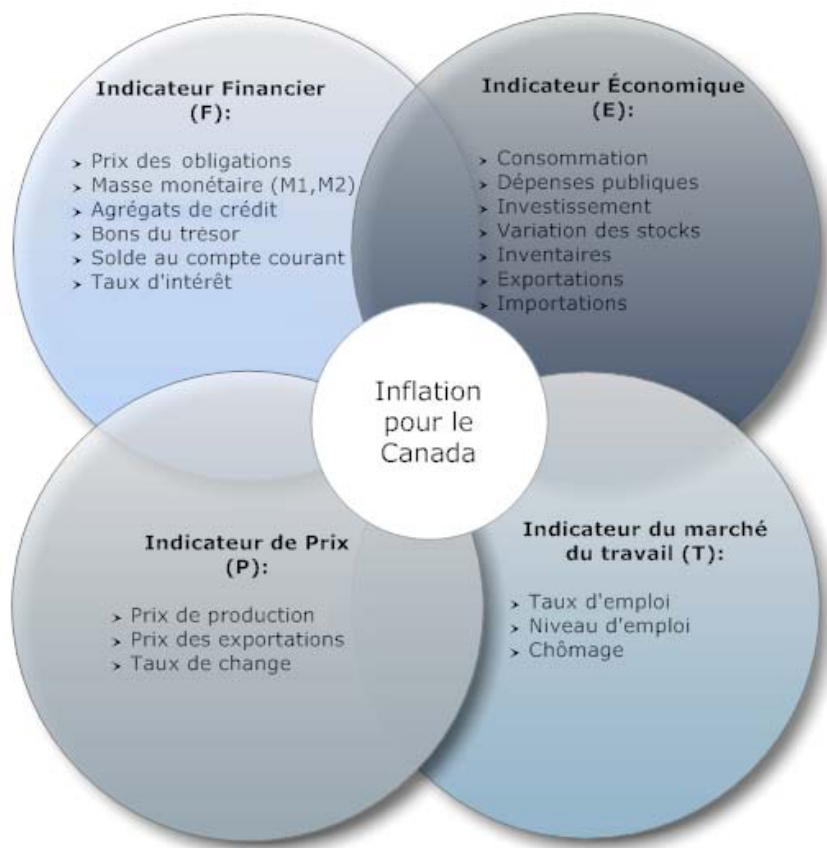 Indicateur Financier
(F):
➤ Prix des obligations
➤ Masse monétaire (M1,M2)
➤ Agrégats de crédit
➤ Bons du trésor
➤ Solde au compte courant
➤ Taux d'intérêt
Indicateur Économique
(E):
➤ Consommation
➤ Dépenses publiques
➤ Investissement
➤ Variation des stocks
➤ Inventaires
➤ Exportations
➤ Importations
Inflation
pour le
Canada
Indicateur de Prix
(P):
➤ Prix de production
➤ Prix des exportations
➤ Taux de change
Indicateur du marché
du travail (T):
➤ Taux d'emploi
➤ Niveau d'emploi
➤ Chômage